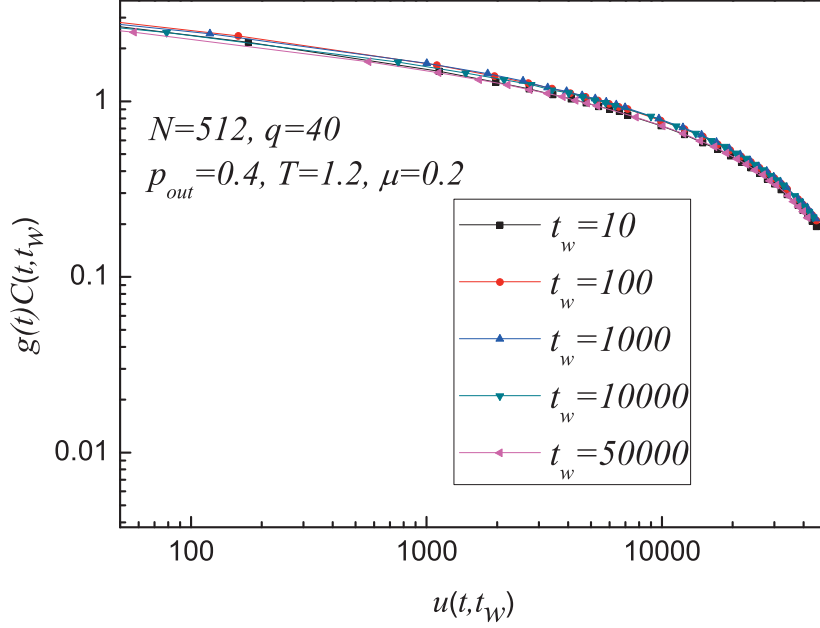 1
0.1
0.01
g(t)C(t,t_w)
N=512, q=40
p_out=0.4, T=1.2, μ=0.2
t_w=10
t_w=100
t_w=1000
t_w=10000
t_w=50000
100 1000 10000
u(t,t_w)